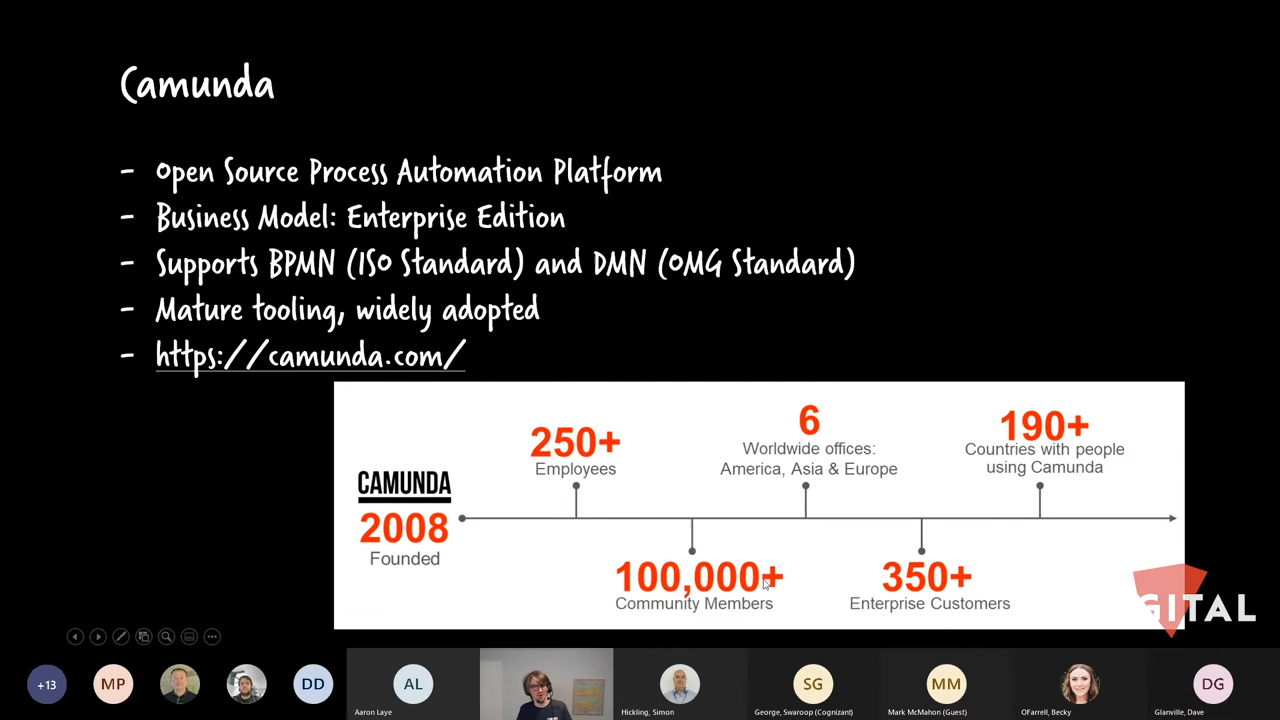 Camunda
- Open Source Process Automation Platform
- Business Model: Enterprise Edition
- Supports BPMN (ISO Standard) and DMN (OMG Standard)
- Mature tooling, widely adopted
- https://camunda.com/
CAMUNDA
2008
Founded
250+
Employees
100,000+
Community Members
6
Worldwide offices:
America, Asia & Europe
350+
Enterprise Customers
190+
Countries with people
using Camunda
GITAL
+13
MP
DD
AL
Aaron Laye
Hickling, Simon
SG
George, Swaroop (Cognizant)
MM
Mark McMahon (Guest)
OFarrell, Becky
DG
Glanville, Dave